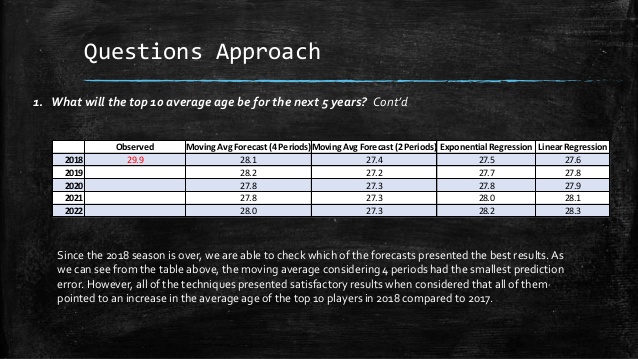 Questions Approach
1. What will the top 10 average age be for the next 5 years? Cont'd
Observed Moving Avg Forecast (4 Periods) Moving Avg Forecast (2 Periods) Exponential Regression Linear Regression
2018 29.9 28.1 27.4 27.5 27.6
2019 28.2 27.2 27.7 27.8
2020 27.8 27.3 27.8 27.9
2021 27.8 27.3 28.0 28.1
2022 28.0 27.3 28.2 28.3
Since the 2018 season is over, we are able to check which of the forecasts presented the best results. As
we can see from the table above, the moving average considering 4 periods had the smallest prediction
error. However, all of the techniques presented satisfactory results when considered that all of them
pointed to an increase in the average age of the top 10 players in 2018 compared to 2017.